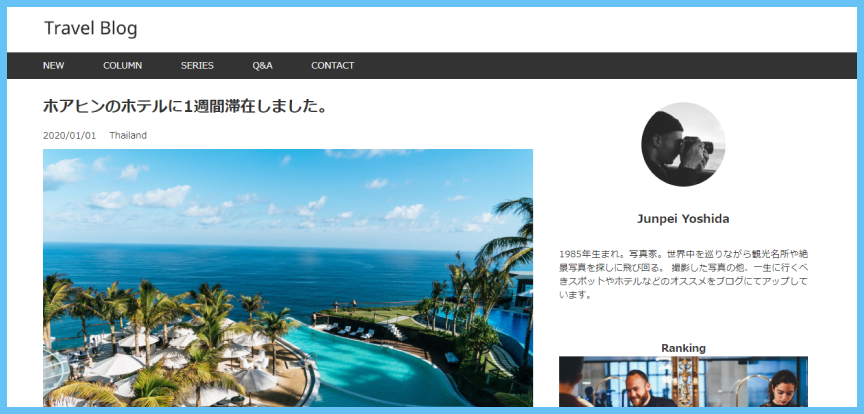 Travel Blog
NEW COLUMN SERIES Q&A CONTACT
ホアヒンのホテルに1週間滞在しました。
2020/01/01 Thailand
Junpei Yoshida
1985年生まれ。写真家。世界中を巡りながら観光名所や絶
景写真を探しに飛び回る。 撮影した写真の他、一生に行くべ
きスポットやホテルなどのオススメをブログにてアップして
います。
Ranking